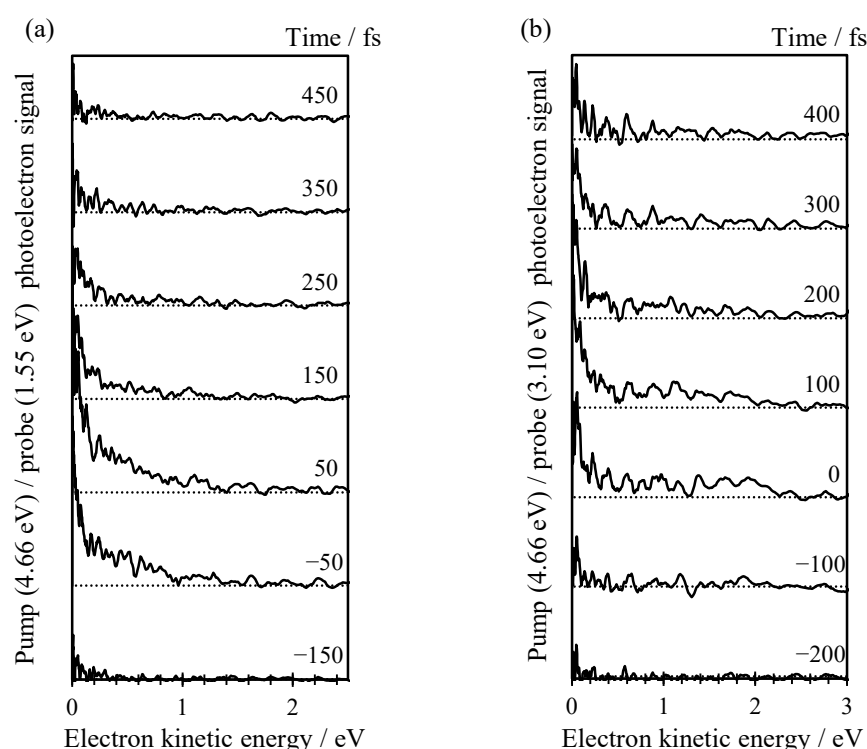 (a)
Time / fs
Pump (4.66 eV) / probe (1.55 eV) photoelectron signal
450
350
250
150
50
−50
−150
0
1
2
Electron kinetic energy / eV
(b)
Time / fs
Pump (4.66 eV) / probe (3.10 eV) photoelectron signal
400
300
200
100
0
−100
−200
0
1
2
3
Electron kinetic energy / eV